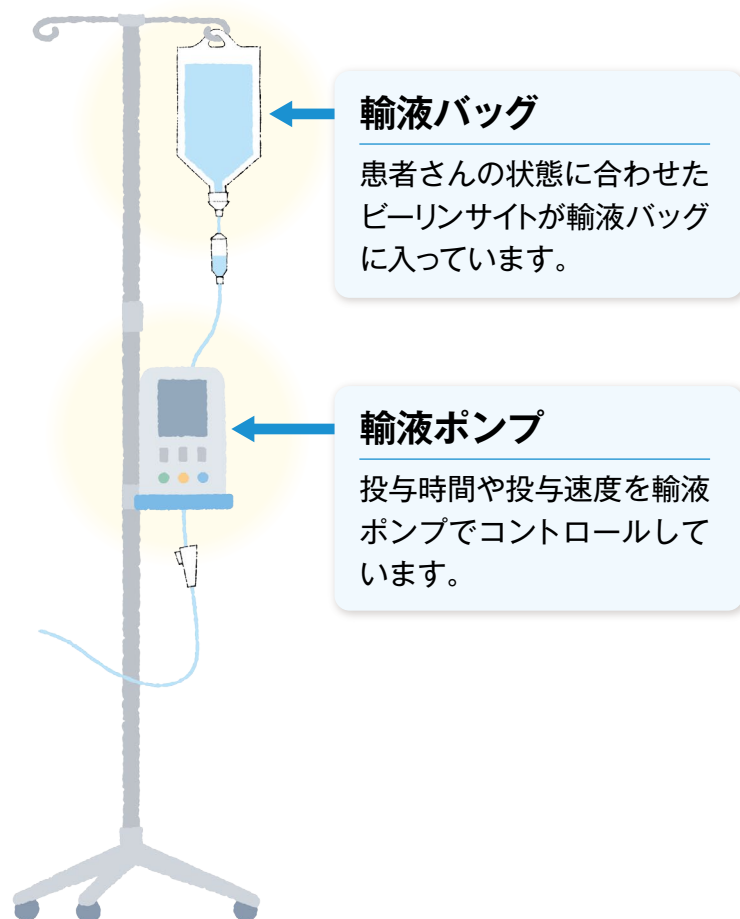 輸液バッグ
患者さんの状態に合わせた
ビーリンサイトが輸液バッグ
に入っています。
輸液ポンプ
投与時間や投与速度を輸液
ポンプでコントロールして
います。